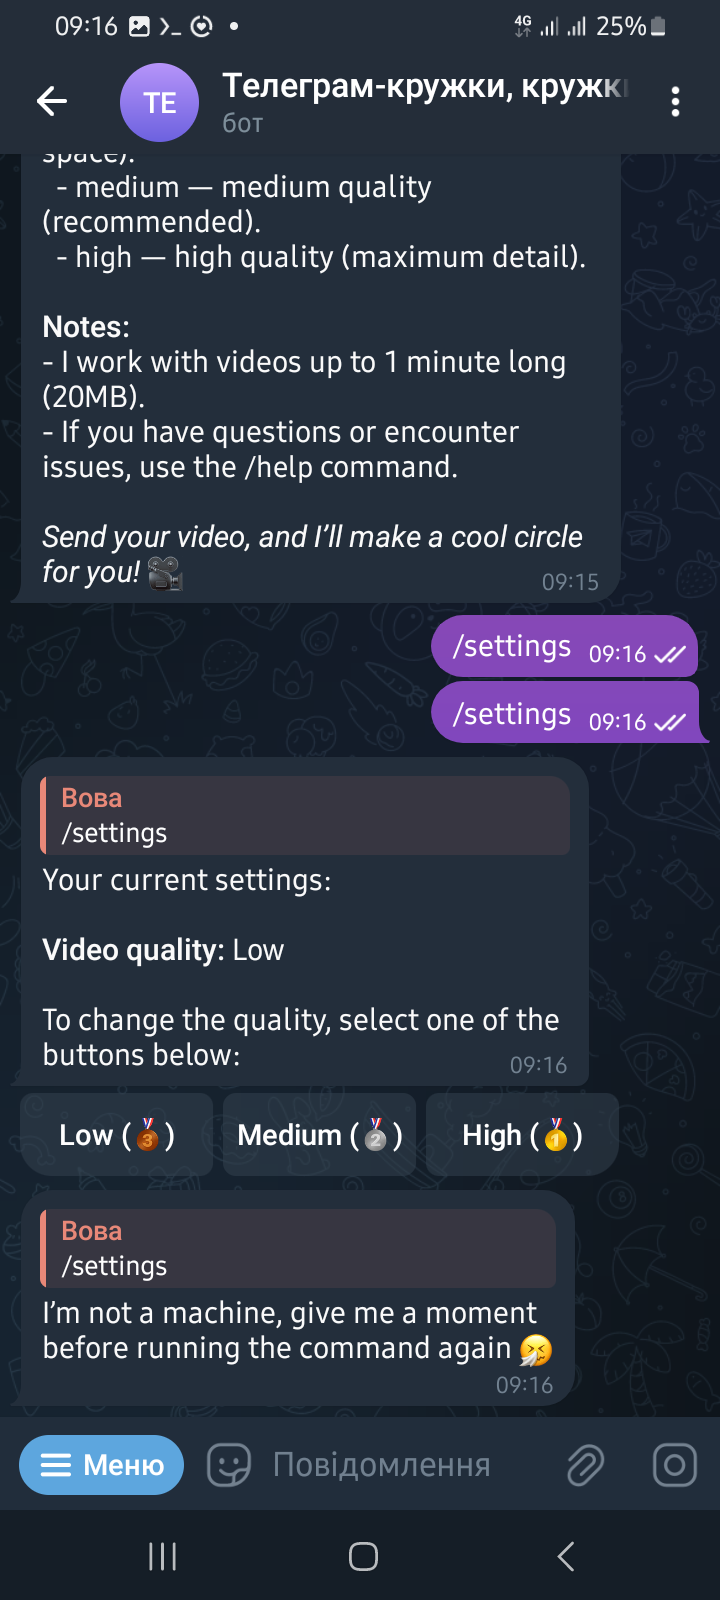 09:16
4G 25%
TE
Телеграм-кружки, кружк
бот
space).
- medium — medium quality
(recommended).
- high — high quality (maximum detail).
Notes:
- I work with videos up to 1 minute long
(20MB).
- If you have questions or encounter
issues, use the /help command.
Send your video, and I’ll make a cool circle
for you! 🎥
09:15
/settings 09:16
/settings 09:16
Вова
/settings
Your current settings:
Video quality: Low
To change the quality, select one of the
buttons below:
09:16
Low (🥉) Medium (🥈) High (🥇)
Вова
/settings
I’m not a machine, give me a moment
before running the command again 🤧
09:16
Меню Повідомлення